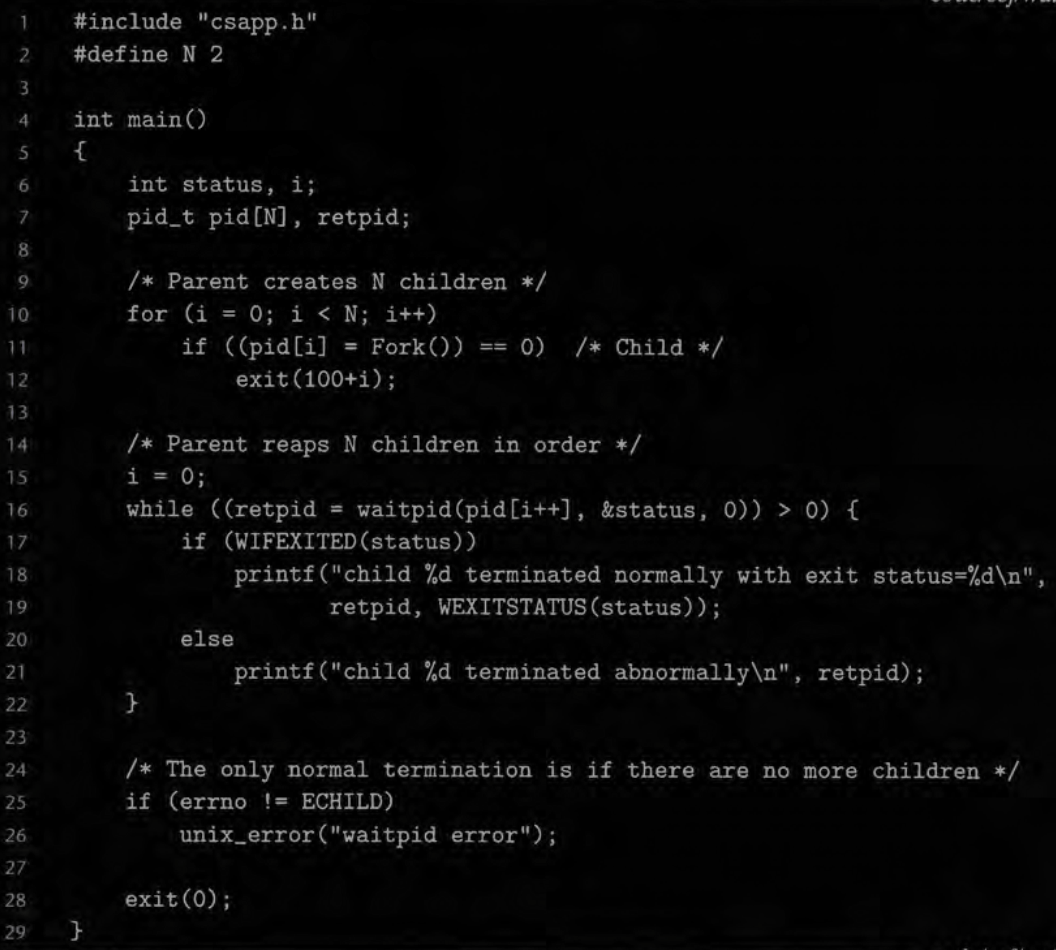 1 #include "csapp.h"
2 #define N 2
3
4 int main()
5 {
6 int status, i;
7 pid_t pid[N], retpid;
8
9 /* Parent creates N children */
10 for (i = 0; i < N; i++)
11 if ((pid[i] = Fork()) == 0) /* Child */
12 exit(100+i);
13
14 /* Parent reaps N children in order */
15 i = 0;
16 while ((retpid = waitpid(pid[i++], &status, 0)) > 0) {
17 if (WIFEXITED(status))
18 printf("child %d terminated normally with exit status=%d\n",
19 retpid, WEXITSTATUS(status));
20 else
21 printf("child %d terminated abnormally\n", retpid);
22 }
23
24 /* The only normal termination is if there are no more children */
25 if (errno != ECHILD)
26 unix_error("waitpid error");
27
28 exit(0);
29 }